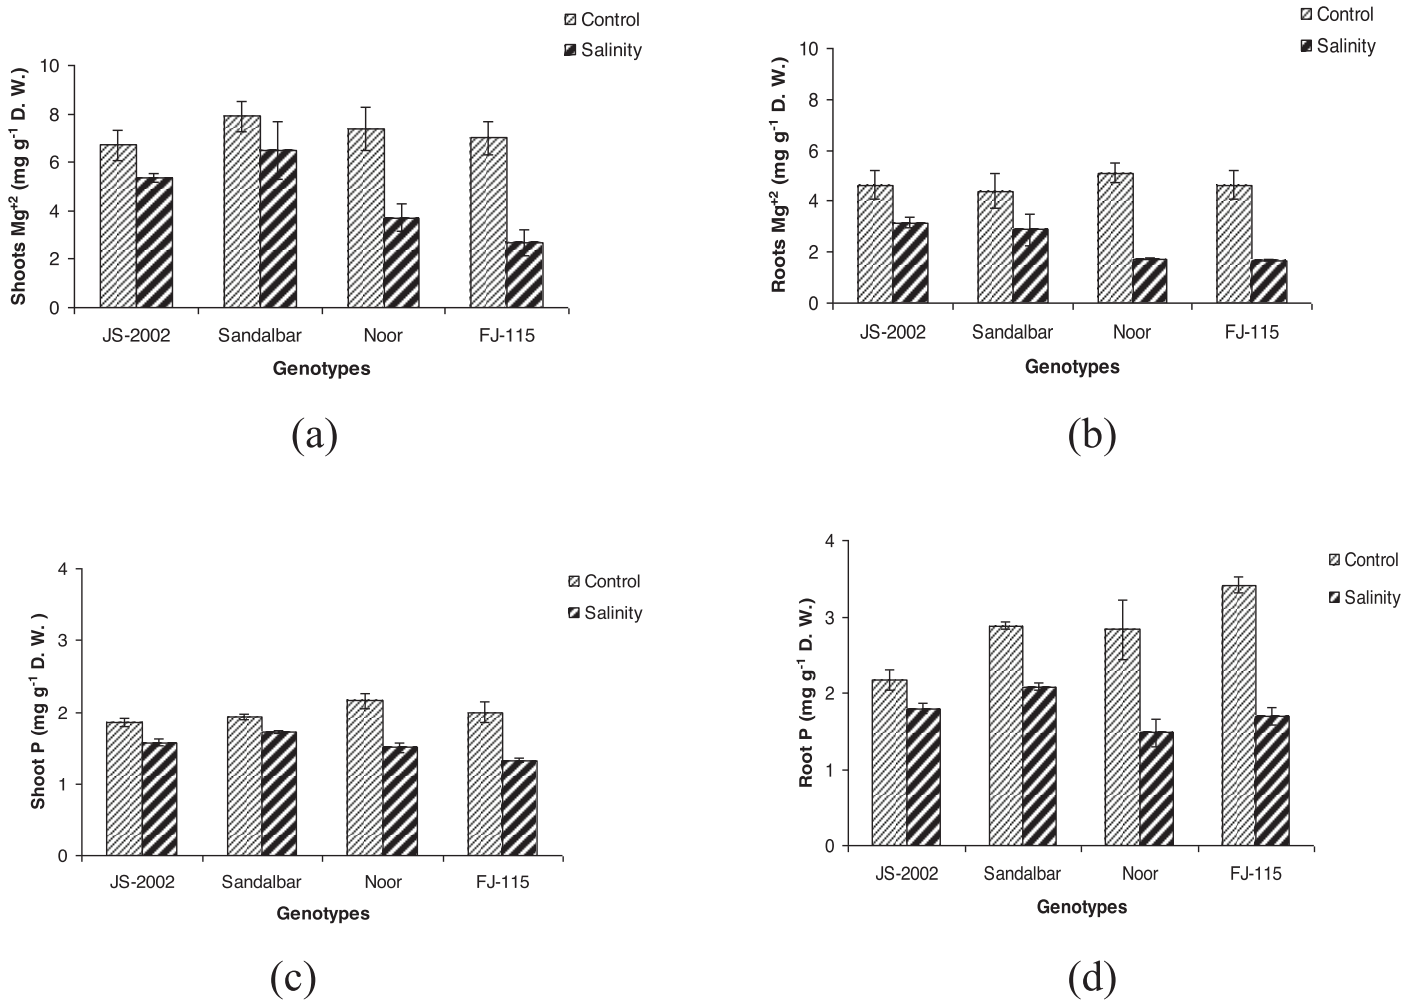 Control
Salinity
Shoots Mg+2 (mg g-1 D. W.)
10
8
6
4
2
0
JS-2002 Sandalbar Noor FJ-115
Genotypes
(a)
Control
Salinity
Roots Mg+2 (mg g-1 D. W.)
10
8
6
4
2
0
JS-2002 Sandalbar Noor FJ-115
Genotypes
(b)
Control
Salinity
Shoot P (mg g-1 D. W. )
4
3
2
1
0
JS-2002 Sandalbar Noor FJ-115
Genotypes
(c)
Control
Salinity
Root P (mg g-1 D. W.)
4
3
2
1
0
JS-2002 Sandalbar Noor FJ-115
Genotypes
(d)